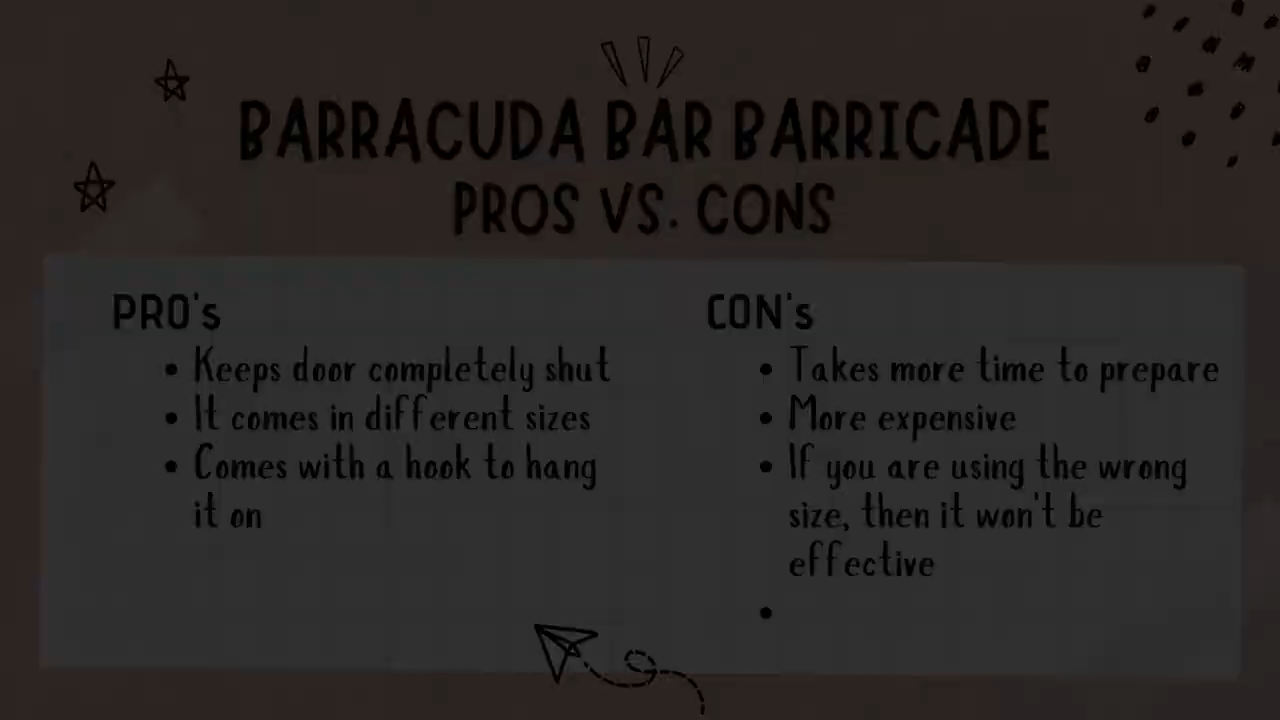 BARRACUDA BAR BARRICADE
PROS VS. CONS
PRO's
• Keeps door completely shut
• It comes in different sizes
• Comes with a hook to hang
it on
CON's
• Takes more time to prepare
• More expensive
• If you are using the wrong
size, then it won't be
effective
•